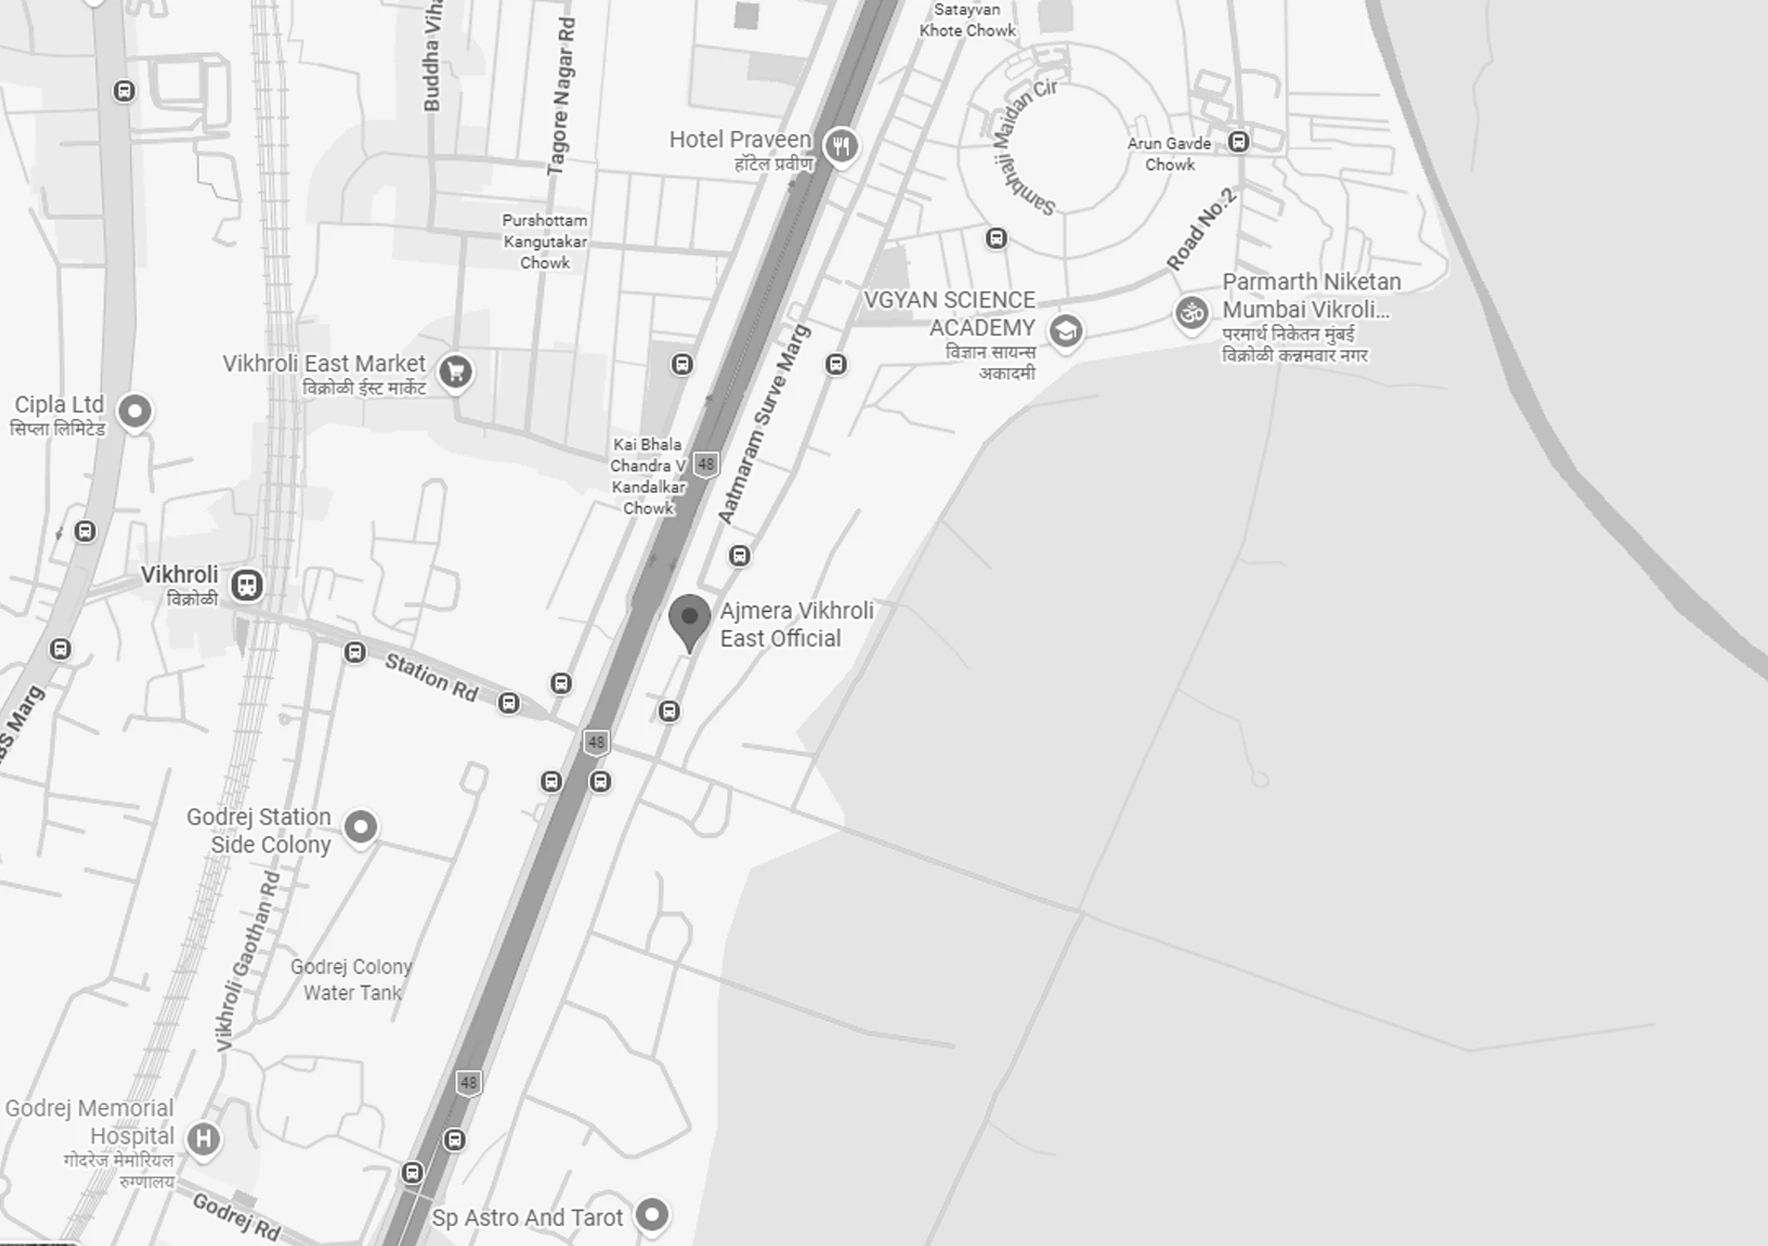 Satayvan
Khote Chowk
Buddha Viha
Tagore Nagar Rd
Sambhaji Maidan Cir
Hotel Praveen
हॉटेल प्रवीण
Arun Gavde
Chowk
Road No.2
Purshottam
Kangutakar
Chowk
VGYAN SCIENCE
ACADEMY
विज्ञान सायन्स
अकादमी
Parmarth Niketan
Mumbai Vikroli...
परमार्थ निकेतन मुंबई
विक्रोळी कन्नमवार नगर
Vikhroli East Market
विक्रोळी ईस्ट मार्केट
Cipla Ltd
सिप्ला लिमिटेड
Aatmaram Surve Marg
Kai Bhala
Chandra V
Kandalkar
Chowk
48
Vikhroli
विक्रोळी
Ajmera Vikhroli
East Official
Station Rd
BS Marg
48
Godrej Station
Side Colony
Vikhroli Gaothan Rd
Godrej Colony
Water Tank
48
Godrej Memorial
Hospital
गोदरेज मेमोरियल
रुग्णालय
H
Godrej Rd
Sp Astro And Tarot